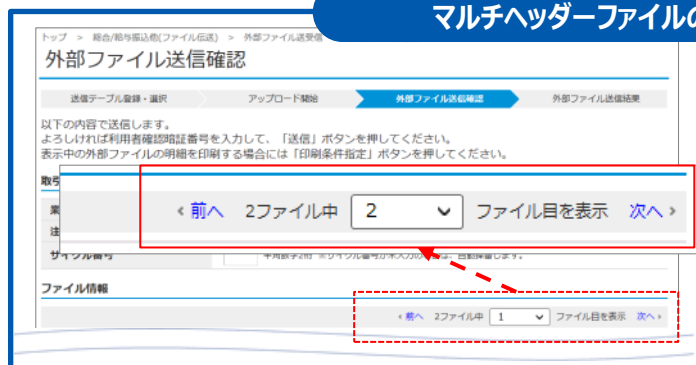 マルチヘッダーファイルの
トップ > 総合/給与振込他(ファイル伝送) > 外部ファイル送受信
外部ファイル送信確認
送信テーブル登録・選択 アップロード開始 外部ファイル送信確認 外部ファイル送信結果
以下の内容で送信します。
よろしければ利用者確認暗証番号を入力して、「送信」ボタンを押してください。
表示中の外部ファイルの明細を印刷する場合には「印刷条件指定」ボタンを押してください。
取引
‹ 前へ 2ファイル中 2 ファイル目を表示 次へ ›
サイクル番号
ファイル情報
‹ 前へ 2ファイル中 1 ファイル目を表示 次へ ›